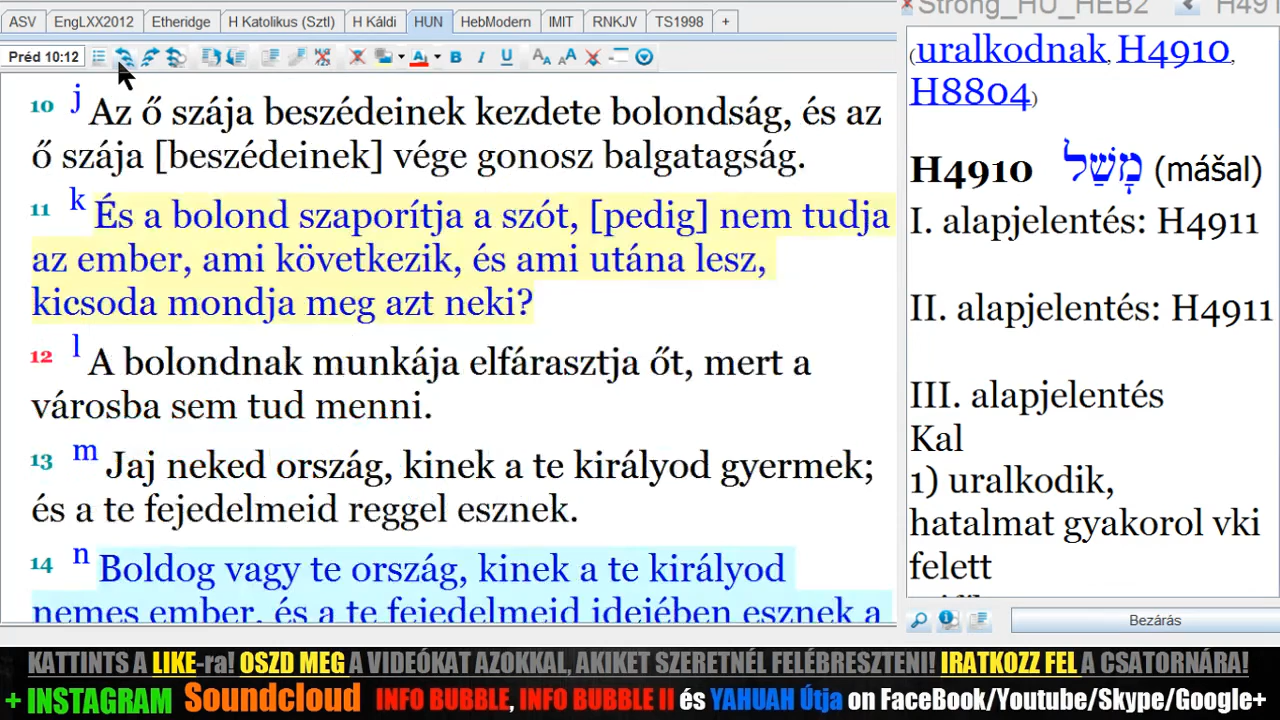 ASV EngLXX2012 Etheridge H Katolikus (Sztl) H Káldi HUN HebModern IMIT RNKJV TS1998 +
Préd 10:12
10 j Az ő szája beszédeinek kezdete bolondság, és az
ő szája [beszédeinek] vége gonosz balgatagság.
11 k És a bolond szaporítja a szót, [pedig] nem tudja
az ember, ami következik, és ami utána lesz,
kicsoda mondja meg azt neki?
12 l A bolondnak munkája elfárasztja őt, mert a
városba sem tud menni.
13 m Jaj neked ország, kinek a te királyod gyermek;
és a te fejedelmeid reggel esznek.
14 n Boldog vagy te ország, kinek a te királyod
nemes ember, és a te fejedelmeid idejében esznek a
Strong_HU_HEB2 H49
(uralkodnak, H4910,
H8804)
H4910 מָשַׁל (mášal)
I. alapjelentés: H4911
II. alapjelentés: H4911
III. alapjelentés
Kal
1) uralkodik,
hatalmat gyakorol vki
felett
Bezárás
KATTINTS A LIKE-ra! OSZD MEG A VIDEÓKAT AZOKKAL, AKIKET SZERETNÉL FELÉBRESZTENI! IRATKOZZ FEL A CSATORNÁRA!
+ INSTAGRAM Soundcloud INFO BUBBLE, INFO BUBBLE II és YAHUAH Útja on FaceBook/Youtube/Skype/Google+